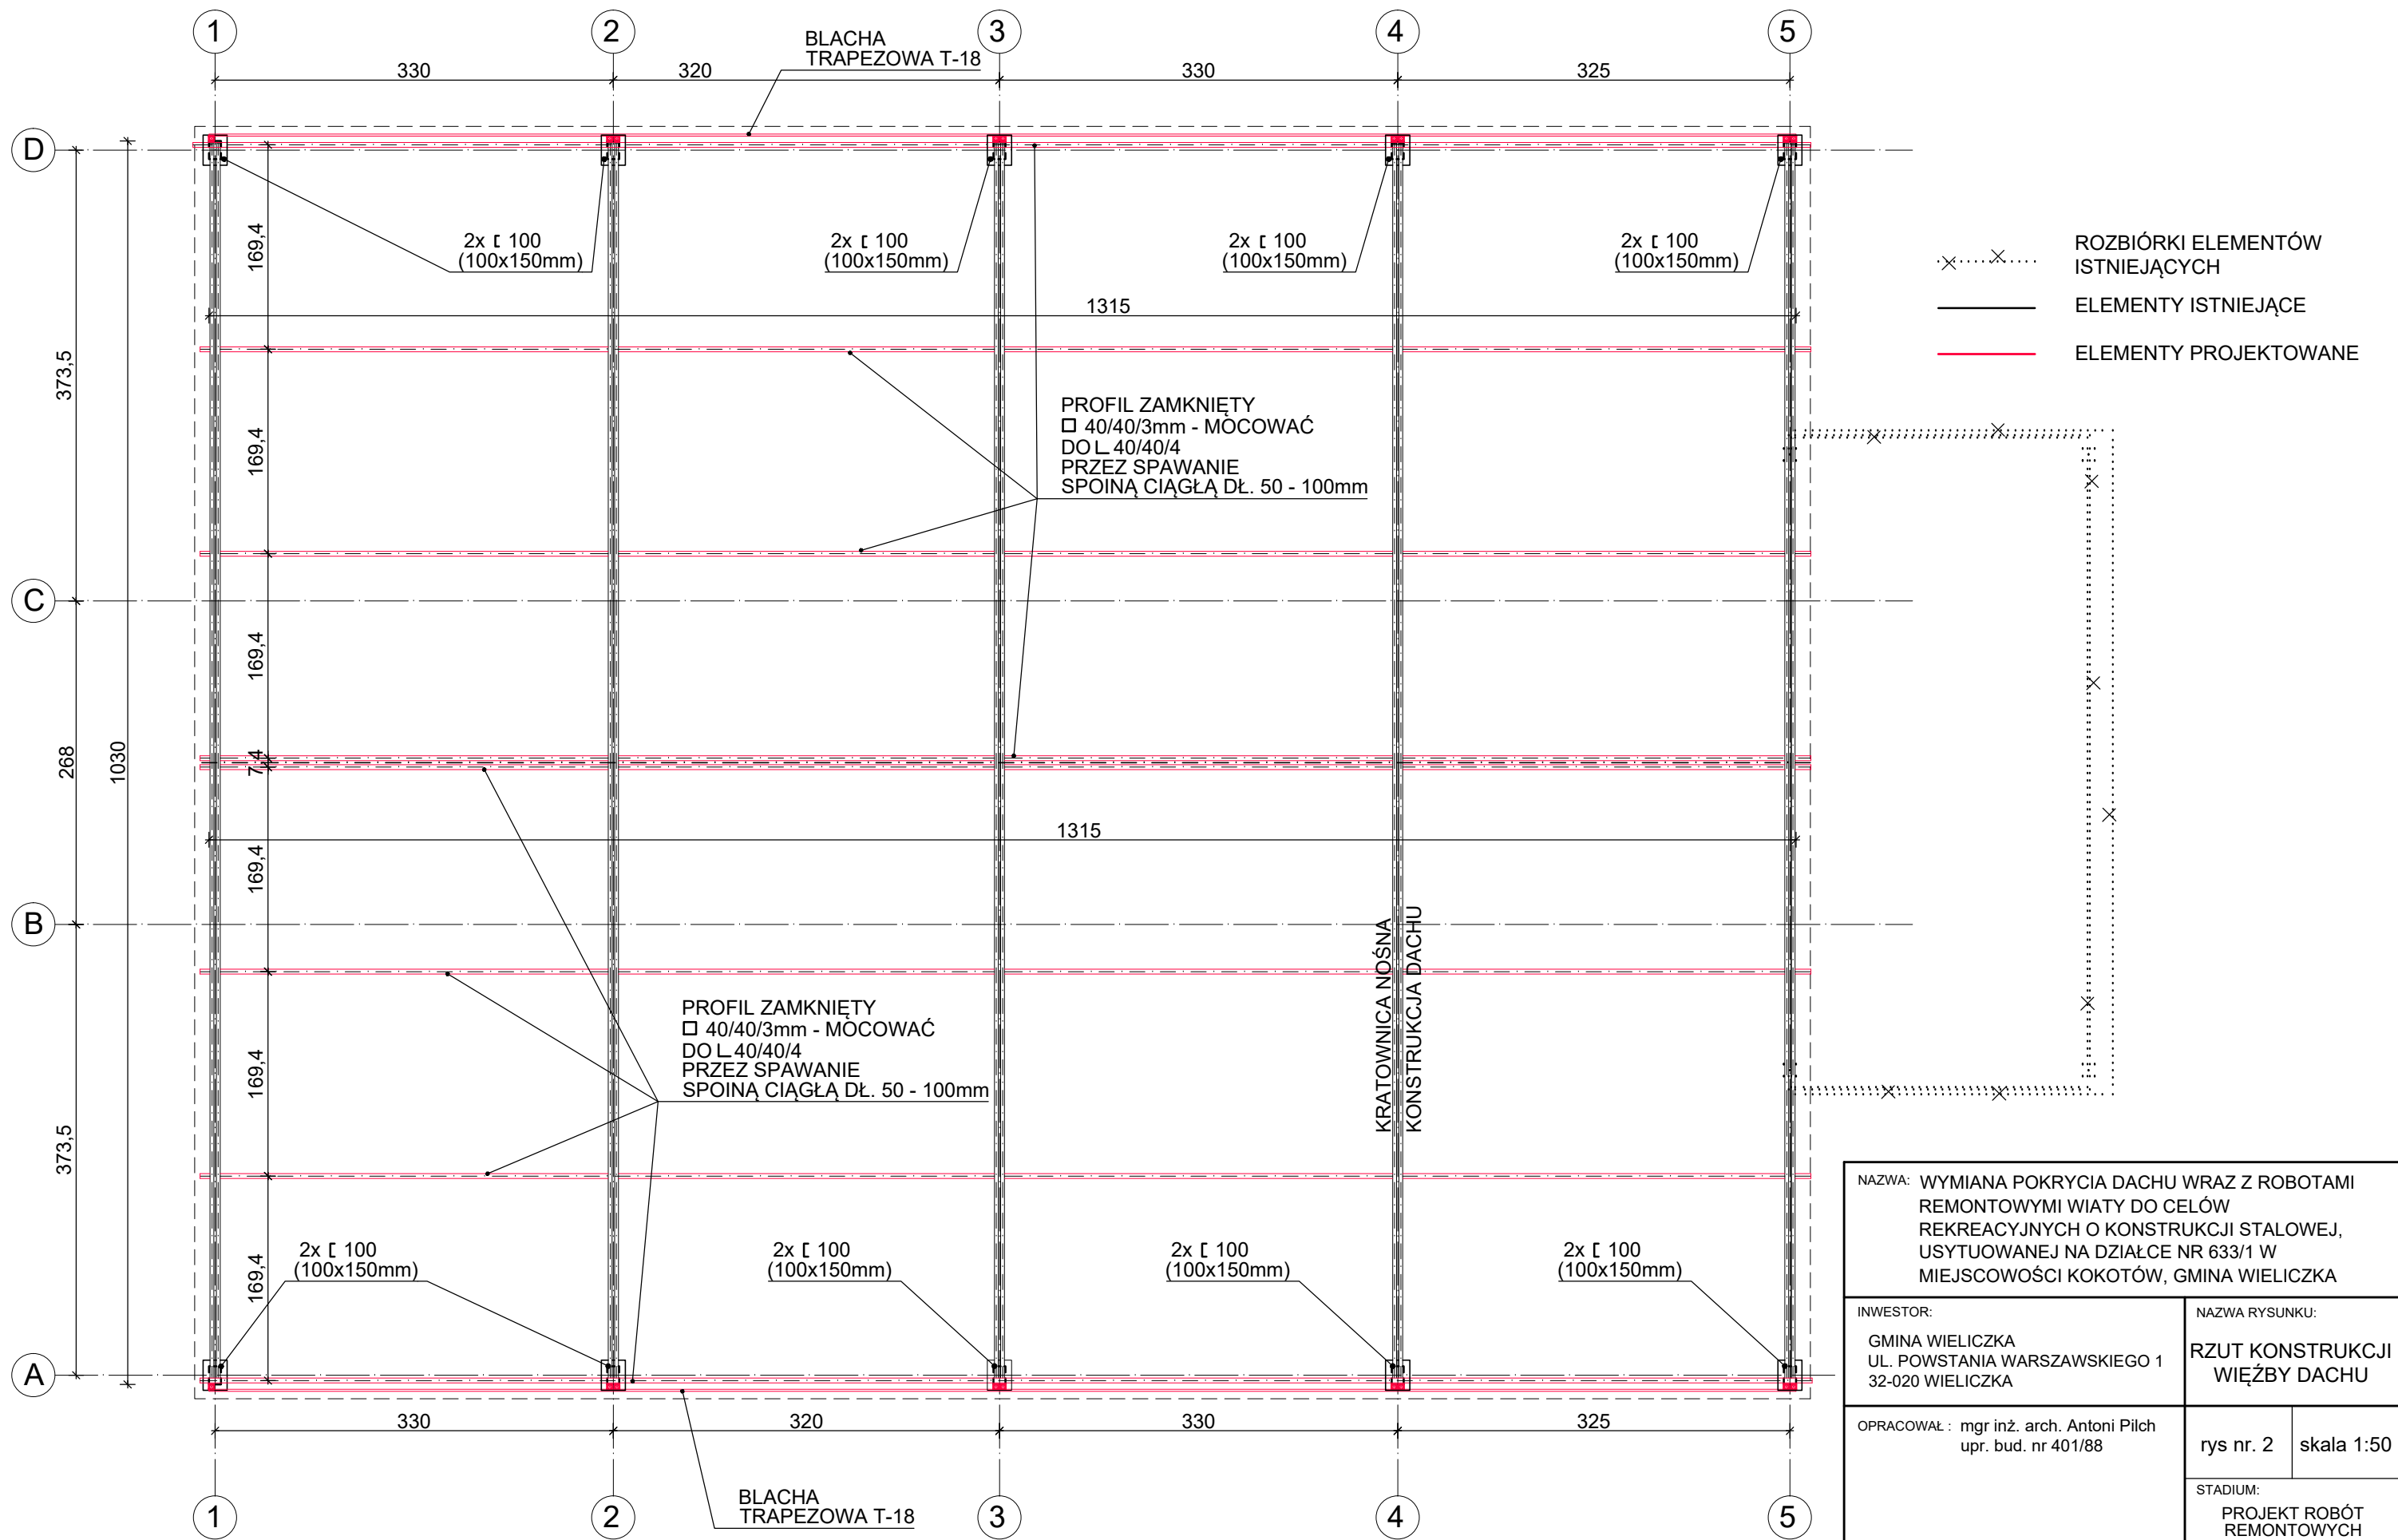 1
2
3
4
5
BLACHA
TRAPEZOWA T-18
330
320
330
325
D
C
B
A
373,5
268
373,5
1030
169,4
169,4
169,4
7,4
169,4
169,4
169,4
2x [ 100
(100x150mm)
2x [ 100
(100x150mm)
2x [ 100
(100x150mm)
2x [ 100
(100x150mm)
1315
PROFIL ZAMKNIĘTY
□ 40/40/3mm - MOCOWAĆ
DO L 40/40/4
PRZEZ SPAWANIE
SPOINĄ CIĄGŁĄ DŁ. 50 - 100mm
1315
KRATOWNICA NOŚNA
KONSTRUKCJA DACHU
PROFIL ZAMKNIĘTY
□ 40/40/3mm - MOCOWAĆ
DO L 40/40/4
PRZEZ SPAWANIE
SPOINĄ CIĄGŁĄ DŁ. 50 - 100mm
2x [ 100
(100x150mm)
2x [ 100
(100x150mm)
2x [ 100
(100x150mm)
2x [ 100
(100x150mm)
330
320
330
325
BLACHA
TRAPEZOWA T-18
1
2
3
4
5
ROZBIÓRKI ELEMENTÓW
ISTNIEJĄCYCH
ELEMENTY ISTNIEJĄCE
ELEMENTY PROJEKTOWANE
NAZWA: WYMIANA POKRYCIA DACHU WRAZ Z ROBOTAMI
REMONTOWYMI WIATY DO CELÓW
REKREACYJNYCH O KONSTRUKCJI STALOWEJ,
USYTUOWANEJ NA DZIAŁCE NR 633/1 W
MIEJSCOWOŚCI KOKOTÓW, GMINA WIELICZKA
INWESTOR:
GMINA WIELICZKA
UL. POWSTANIA WARSZAWSKIEGO 1
32-020 WIELICZKA
NAZWA RYSUNKU:
RZUT KONSTRUKCJI
WIĘŹBY DACHU
OPRACOWAŁ : mgr inż. arch. Antoni Pilch
upr. bud. nr 401/88
rys nr. 2
skala 1:50
STADIUM:
PROJEKT ROBÓT
REMONTOWYCH